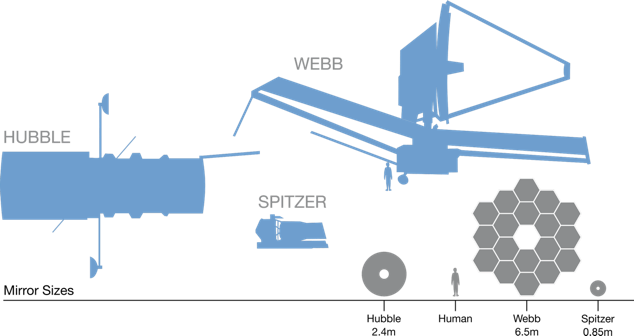 WEBB
HUBBLE
SPITZER
Mirror Sizes
Hubble
2.4m
Human
Webb
6.5m
Spitzer
0.85m